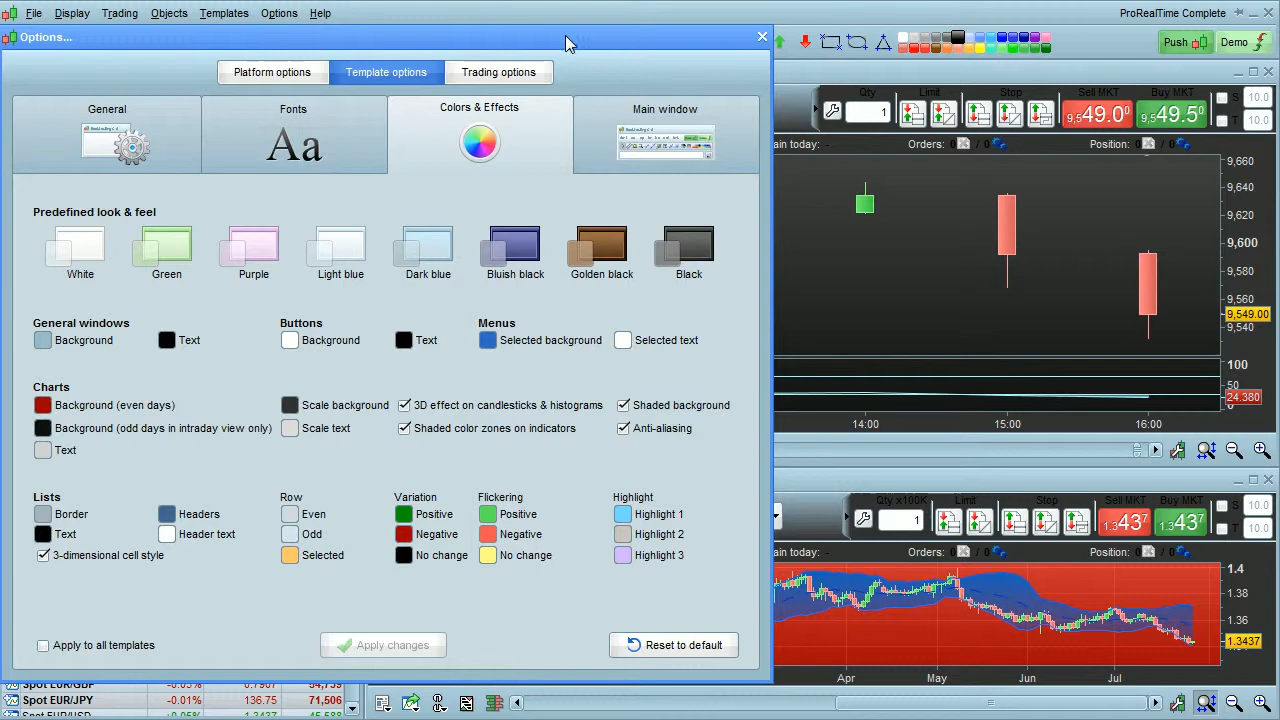 File Display Trading Objects Templates Options Help ProRealTime Complete
Options...
Push Demo
Platform options Template options Trading options
General Fonts Colors & Effects Main window
Aa
Qty Limit Stop Sell MKT Buy MKT S 10.0
1 9,549.0⁰ 9,549.5⁰ T 10.0
Orders: 0 / 0 Position: 0 / 0
Predefined look & feel
White Green Purple Light blue Dark blue Bluish black Golden black Black
9,660
9,640
9,620
9,600
9,580
9,560
9,549.00
9,540
General windows Buttons Menus
Background Text Background Text Selected background Selected text
100
50
24.380
0
14:00 15:00 16:00
Charts
Background (even days) Scale background 3D effect on candlesticks & histograms Shaded background
Background (odd days in intraday view only) Scale text Shaded color zones on indicators Anti-aliasing
Text
Lists Row Variation Flickering Highlight
Border Headers Even Positive Positive Highlight 1
Text Header text Odd Negative Negative Highlight 2
3-dimensional cell style Selected No change No change Highlight 3
Qty x100K Limit Stop Sell MKT Buy MKT S 10.0
1 1.343⁷ 1.343⁷ T 10.0
Orders: 0 / 0 Position: 0 / 0
1.4
1.38
1.36
1.3437
Apr May Jun Jul
Apply to all templates Apply changes Reset to default
Spot EUR/GBP
Spot EUR/JPY -0.01% 136.75 71,506
Spot EUR/USD